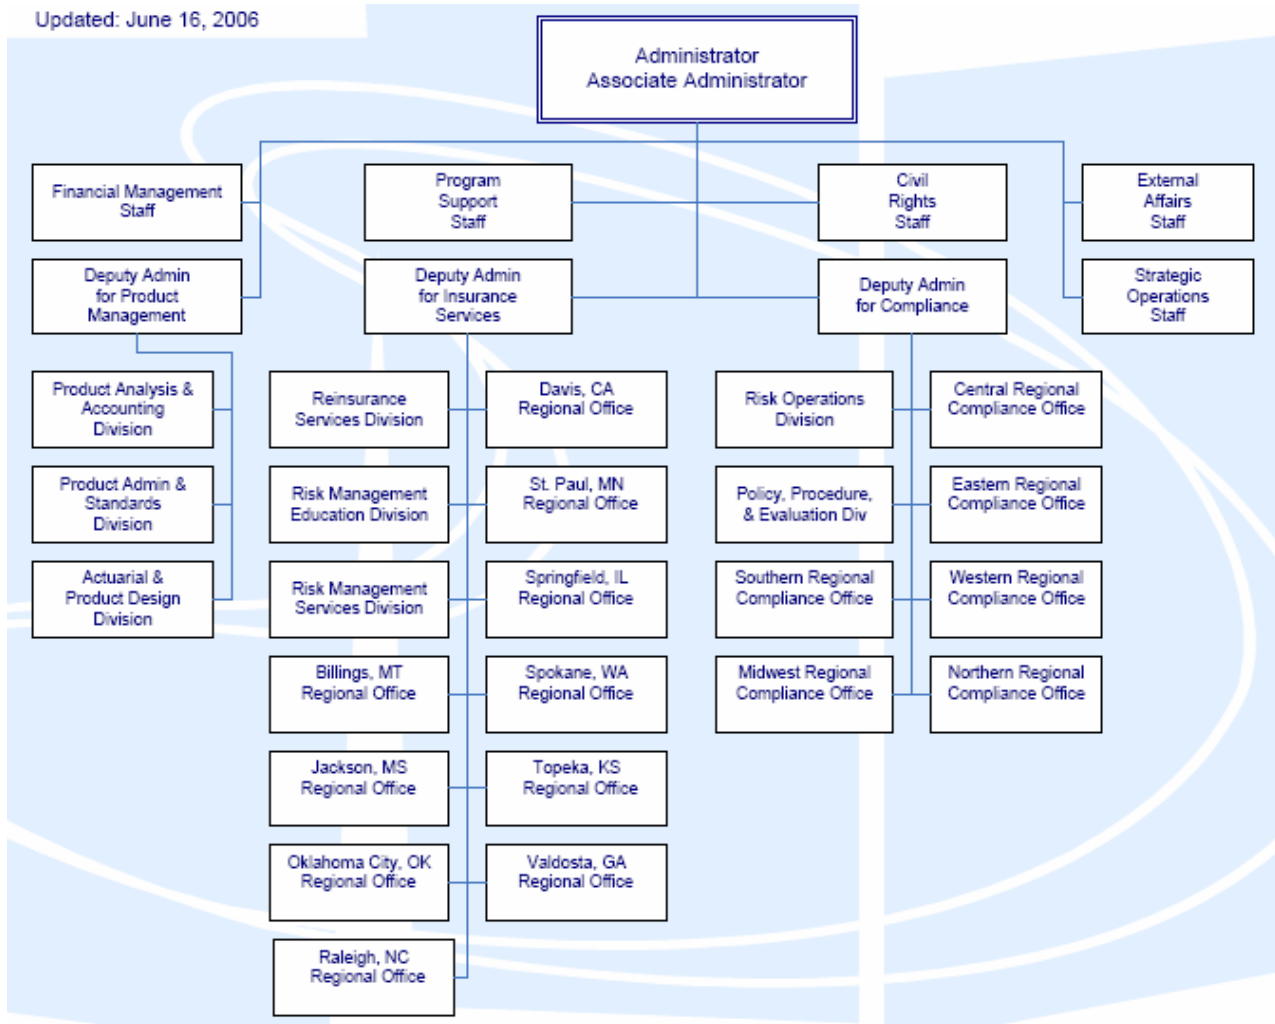 Updated: June 16, 2006
Administrator
Associate Administrator
Financial Management
Staff
Program
Support
Staff
Civil
Rights
Staff
External
Affairs
Staff
Deputy Admin
for Product
Management
Deputy Admin
for Insurance
Services
Deputy Admin
for Compliance
Strategic
Operations
Staff
Product Analysis &
Accounting
Division
Reinsurance
Services Division
Davis, CA
Regional Office
Risk Operations
Division
Central Regional
Compliance Office
Product Admin &
Standards
Division
Risk Management
Education Division
St. Paul, MN
Regional Office
Policy, Procedure,
& Evaluation Div
Eastern Regional
Compliance Office
Actuarial &
Product Design
Division
Risk Management
Services Division
Springfield, IL
Regional Office
Southern Regional
Compliance Office
Western Regional
Compliance Office
Billings, MT
Regional Office
Spokane, WA
Regional Office
Midwest Regional
Compliance Office
Northern Regional
Compliance Office
Jackson, MS
Regional Office
Topeka, KS
Regional Office
Oklahoma City, OK
Regional Office
Valdosta, GA
Regional Office
Raleigh, NC
Regional Office